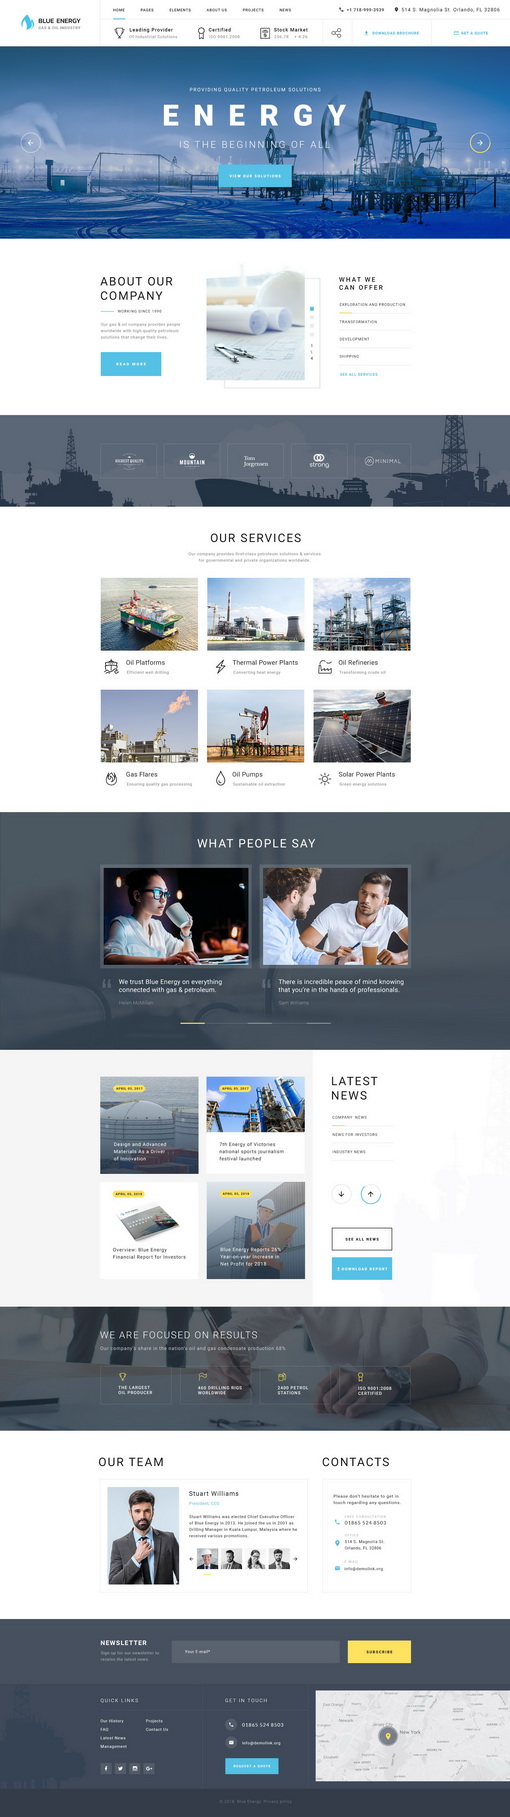 BLUE ENERGY
GAS & OIL INDUSTRY
HOME
PAGES
ELEMENTS
ABOUT US
PROJECTS
NEWS
+1 718-999-3939
514 S. Magnolia St. Orlando, FL 32806
Leading Provider
Of Industrial Solutions
Certified
ISO 9001:2008
Stock Market
DOWNLOAD BROCHURE
GET A QUOTE
PROVIDING QUALITY PETROLEUM SOLUTIONS
ENERGY
IS THE BEGINNING OF ALL
VIEW OUR SOLUTIONS
ABOUT OUR
COMPANY
WORKING SINCE 1990
Our gas & oil company provides people
worldwide with high-quality petroleum
solutions that change their lives.
READ MORE
WHAT WE
CAN OFFER
EXPLORATION AND PRODUCTION
TRANSFORMATION
DEVELOPMENT
SHIPPING
SEE ALL SERVICES
HIGHEST QUALITY
MOUNTAIN
Tom
Jorgensen
strong
MINIMAL
OUR SERVICES
Our company provides first-class petroleum solutions & services
for governmental and private organizations worldwide.
Oil Platforms
Efficient well drilling
Thermal Power Plants
Converting heat energy
Oil Refineries
Transforming crude oil
Gas Flares
Ensuring quality gas processing
Oil Pumps
Sustainable oil extraction
Solar Power Plants
Green energy solutions
WHAT PEOPLE SAY
We trust Blue Energy on everything
connected with gas & petroleum.
Helen McMillan
There is incredible peace of mind knowing
that you're in the hands of professionals.
Sam Williams
APRIL 03, 2017
Design and Advanced
Materials As a Driver
of Innovation
APRIL 03, 2017
7th Energy of Victories
national sports journalism
festival launched
APRIL 03, 2018
Overview: Blue Energy
Financial Report for Investors
APRIL 03, 2018
Blue Energy Reports 26%
Year-on-year Increase in
Net Profit for 2018
LATEST
NEWS
COMPANY NEWS
NEWS FOR INVESTORS
INDUSTRY NEWS
SEE ALL NEWS
DOWNLOAD REPORT
WE ARE FOCUSED ON RESULTS
Our company's share in the nation's oil and gas condensate production 68%
THE LARGEST
OIL PRODUCER
460 DRILLING RIGS
WORLDWIDE
2400 PETROL
STATIONS
ISO 9001:2008
CERTIFIED
OUR TEAM
Stuart Williams
President, CEO
Stuart Williams was elected Chief Executive Officer
of Blue Energy in 2013. He joined the us in 2001 as
Drilling Manager in Kuala Lumpur, Malaysia where he
received various promotions.
CONTACTS
Please don't hesitate to get in
touch regarding any questions.
FREE CONSULTATION
01865 524 8503
OFFICE
514 S. Magnolia St.
Orlando, FL 32806
E-MAIL
info@demolink.org
NEWSLETTER
Sign up for our newsletter to
receive the latest news.
Your E-mail*
SUBSCRIBE
QUICK LINKS
Our History
FAQ
Latest News
Management
Projects
Contact Us
GET IN TOUCH
01865 524 8503
info@demolink.org
REQUEST A QUOTE
Newark
New York
© 2018 Blue Energy. Privacy policy